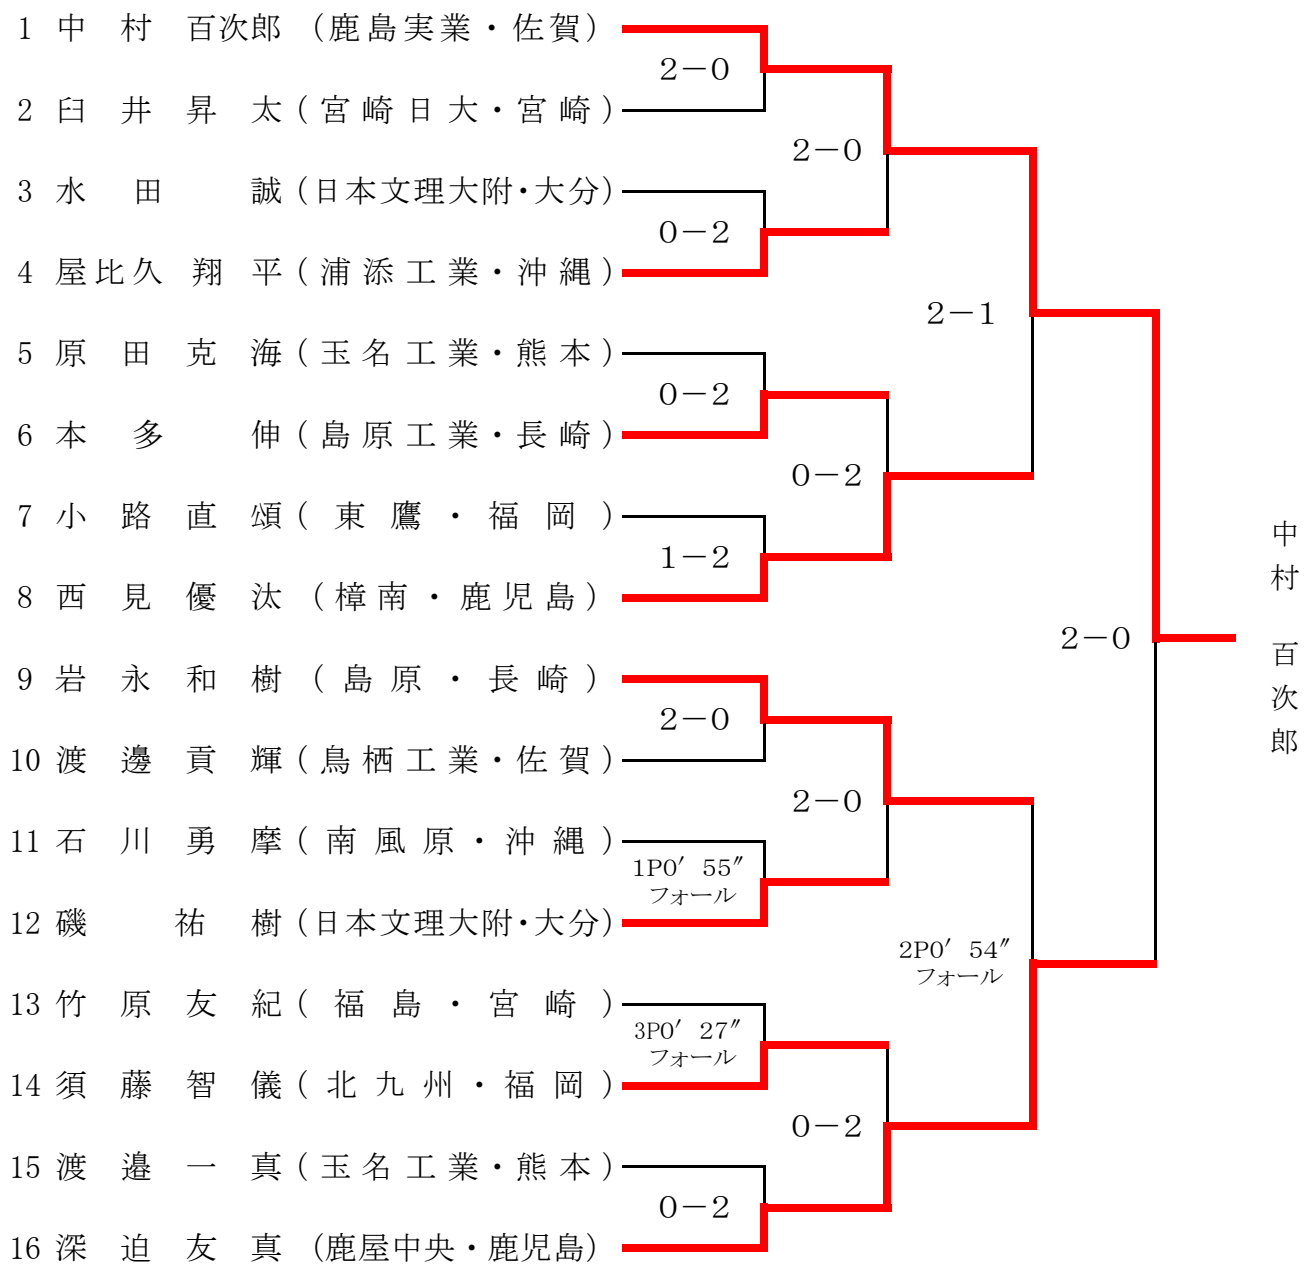 1 中村 百次郎 (鹿島実業・佐賀)
2 臼井昇太(宮崎日大・宮崎)
3 水田 誠(日本文理大附・大分)
4 屋比久翔平(浦添工業・沖縄)
5 原田克海(玉名工業・熊本)
6 本多 伸(島原工業・長崎)
7 小路直頌(東鷹・福岡)
8 西見優汰(樟南・鹿児島)
9 岩永和樹(島原・長崎)
10 渡邊貢輝(鳥栖工業・佐賀)
11 石川勇摩(南風原・沖縄)
12 磯 祐樹(日本文理大附・大分)
13 竹原友紀(福島・宮崎)
14 須藤智儀(北九州・福岡)
15 渡邉一真(玉名工業・熊本)
16 深迫友真 (鹿屋中央・鹿児島)
2-0
0-2
0-2
1-2
2-0
1P0′55″
フォール
3P0′27″
フォール
0-2
2-0
0-2
2-0
0-2
2-1
2P0′54″
フォール
2-0
中村 百次郎